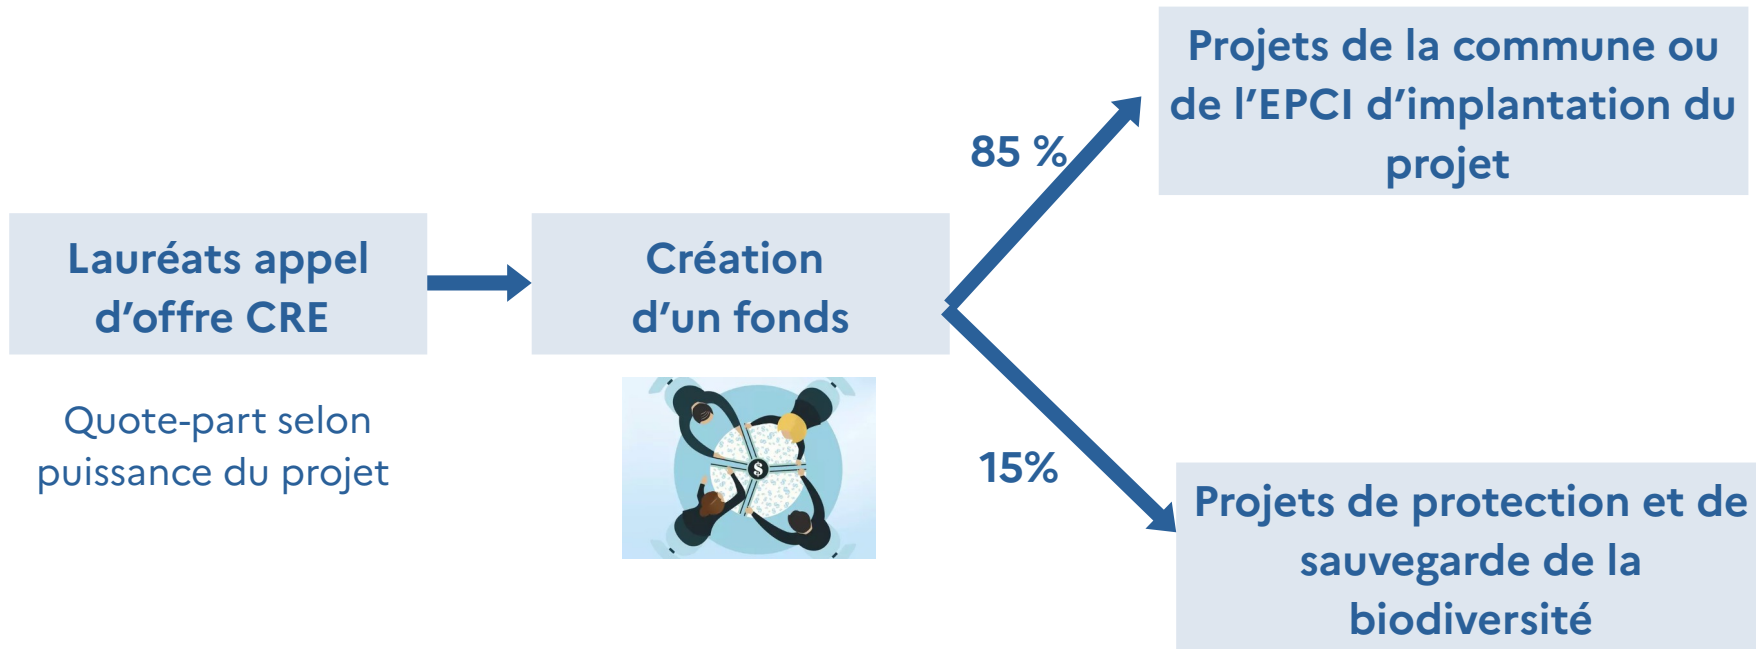 Lauréats appel
d'offre CRE
Quote-part selon
puissance du projet
Création
d'un fonds
$
85 %
Projets de la commune ou
de l'EPCI d'implantation du
projet
15%
Projets de protection et de
sauvegarde de la
biodiversité